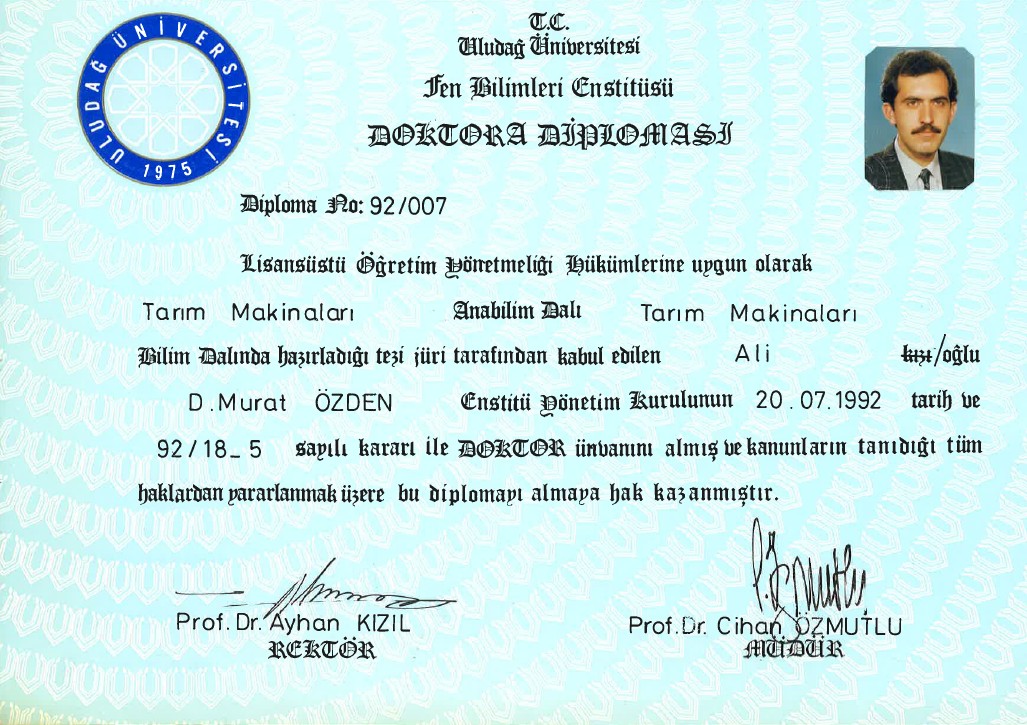 ULUDAĞ ÜNİVERSİTESİ
1975
T.C.
Uludağ Üniversitesi
Fen Bilimleri Enstitüsü
DOKTORA DİPLOMASI
Diploma No: 92/007
Lisansüstü Öğretim Yönetmeliği Hükümlerine uygun olarak
Tarım Makinaları Anabilim Dalı Tarım Makinaları
Bilim Dalında hazırladığı tezi jüri tarafından kabul edilen Ali kızı/oğlu
D.Murat ÖZDEN Enstitü Yönetim Kurulunun 20.07.1992 tarih ve
92/18_5 sayılı kararı ile DOKTOR ünvanını almış ve kanunların tanıdığı tüm
haklardan yararlanmak üzere bu diplomayı almaya hak kazanmıştır.
Prof.Dr. Ayhan KIZIL Prof.Dr. Cihan ÖZMUTLU
REKTÖR MÜDÜR